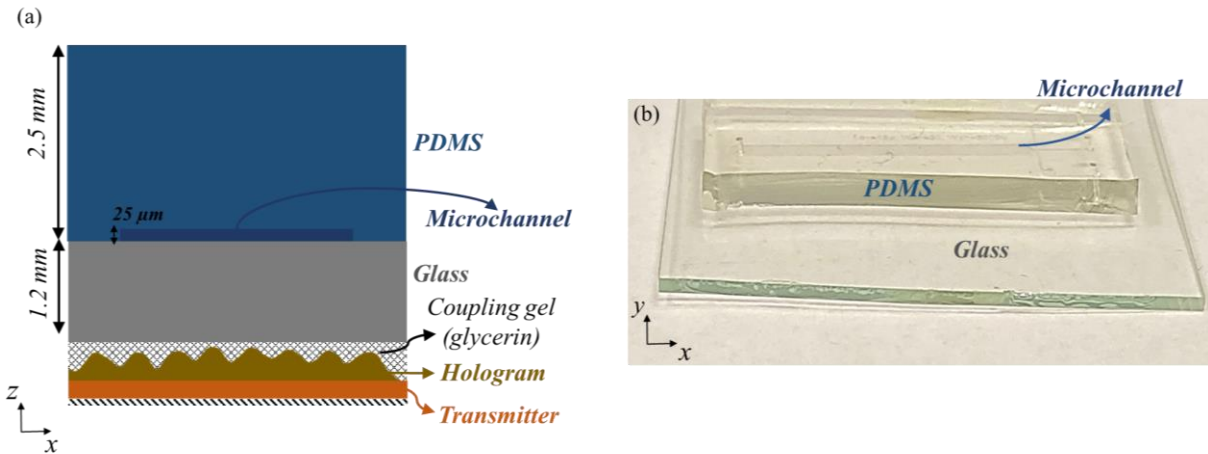 (a)
2.5 mm
PDMS
25 μm
Microchannel
1.2 mm
Glass
Coupling gel
(glycerin)
Hologram
Transmitter
z
x
Microchannel
(b)
PDMS
Glass
y
x